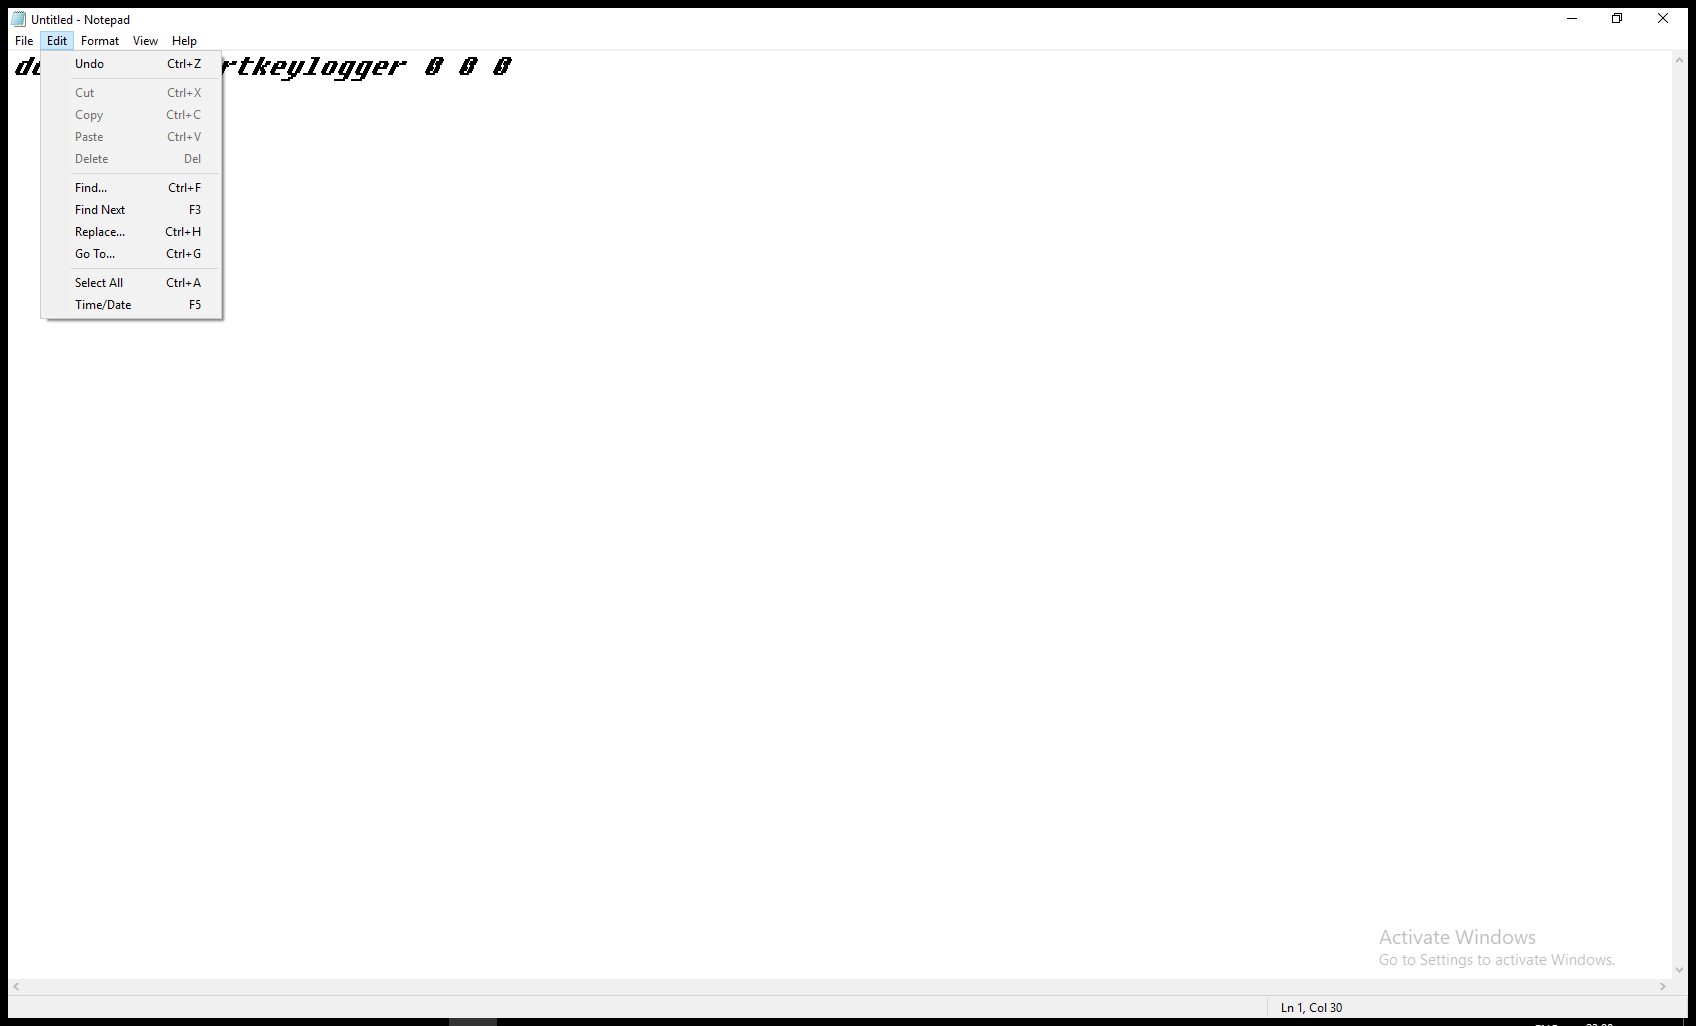 Untitled - Notepad
File Edit Format View Help
rtkeylogger 0 0 0
Undo Ctrl+Z
Cut Ctrl+X
Copy Ctrl+C
Paste Ctrl+V
Delete Del
Find... Ctrl+F
Find Next F3
Replace... Ctrl+H
Go To... Ctrl+G
Select All Ctrl+A
Time/Date F5
Activate Windows
Go to Settings to activate Windows.
Ln 1, Col 30